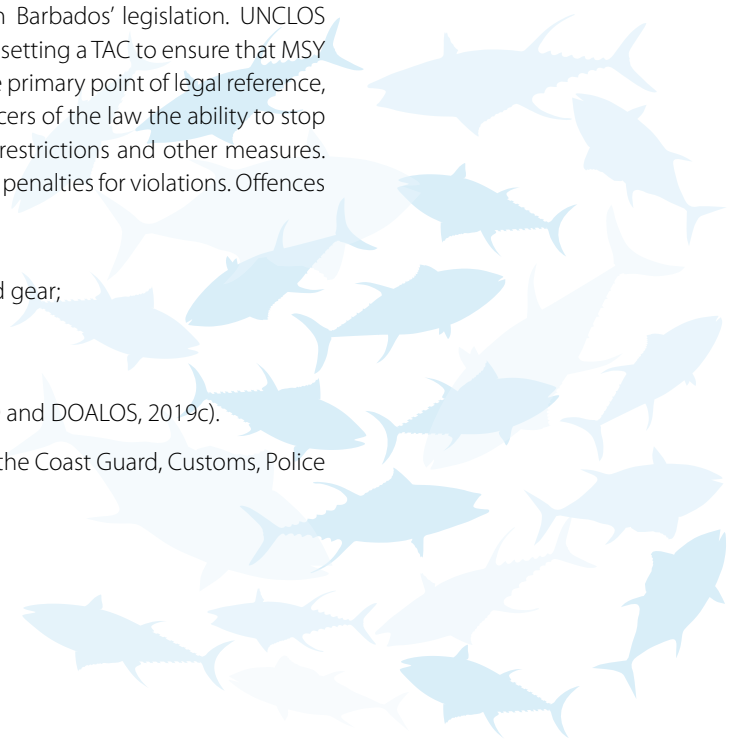 n Barbados’ legislation. UNCLOS
setting a TAC to ensure that MSY
primary point of legal reference,
cers of the law the ability to stop
restrictions and other measures.
penalties for violations. Offences
d gear;
and DOALOS, 2019c).
the Coast Guard, Customs, Police